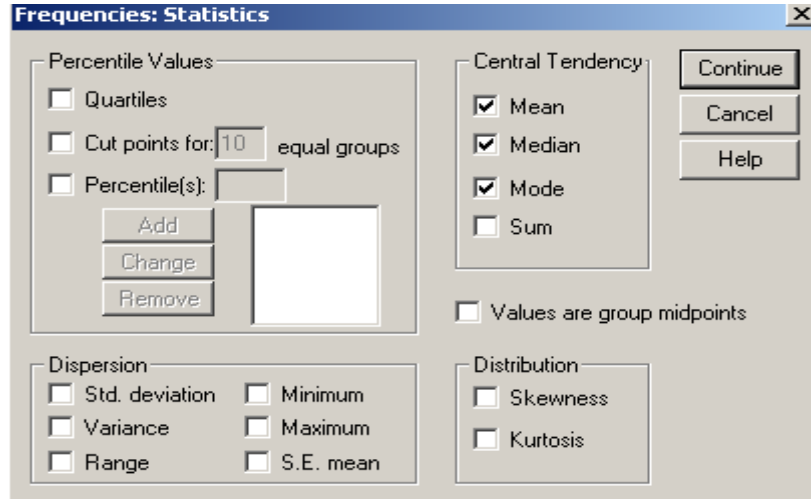 Frequencies: Statistics
Percentile Values
Quartiles
Cut points for: 10 equal groups
Percentile(s):
Add
Change
Remove
Central Tendency
Mean
Median
Mode
Sum
Continue
Cancel
Help
Values are group midpoints
Dispersion
Std. deviation
Minimum
Variance
Maximum
Range
S.E. mean
Distribution
Skewness
Kurtosis